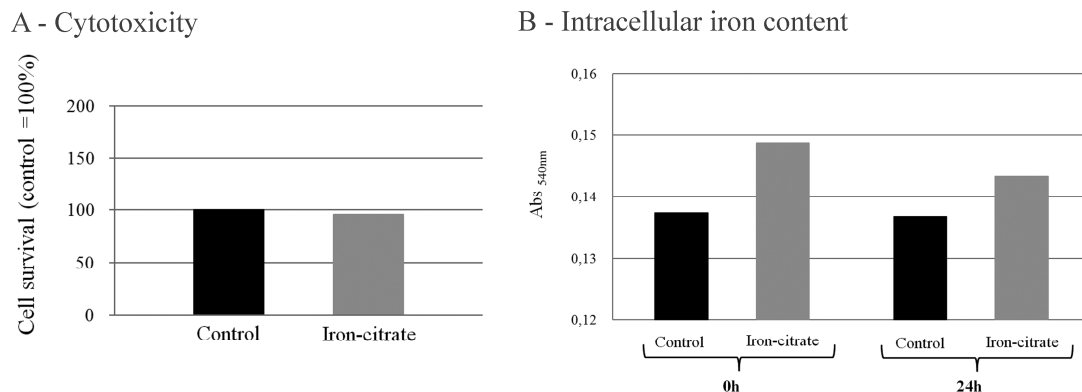 A - Cytotoxicity
Cell survival (control =100%)
200
150
100
50
0
Control
Iron-citrate
B - Intracellular iron content
Abs 540nm
0,16
0,15
0,14
0,13
0,12
Control
Iron-citrate
Control
Iron-citrate
0h
24h